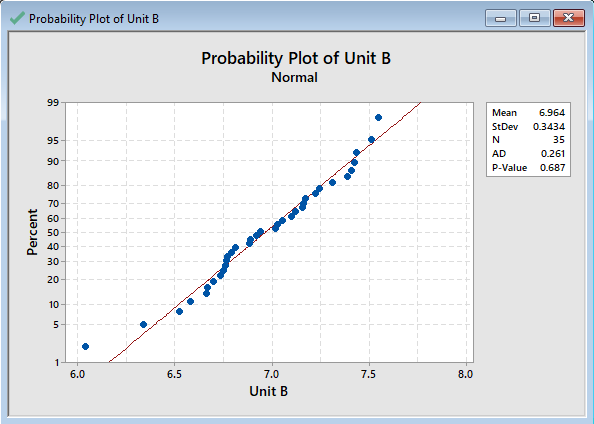 Probability Plot of Unit B
Probability Plot of Unit B
Normal
Mean 6.964
StDev 0.3434
N 35
AD 0.261
P-Value 0.687
99
95
90
80
70
60
50
40
30
20
10
5
1
Percent
6.0 6.5 7.0 7.5 8.0
Unit B